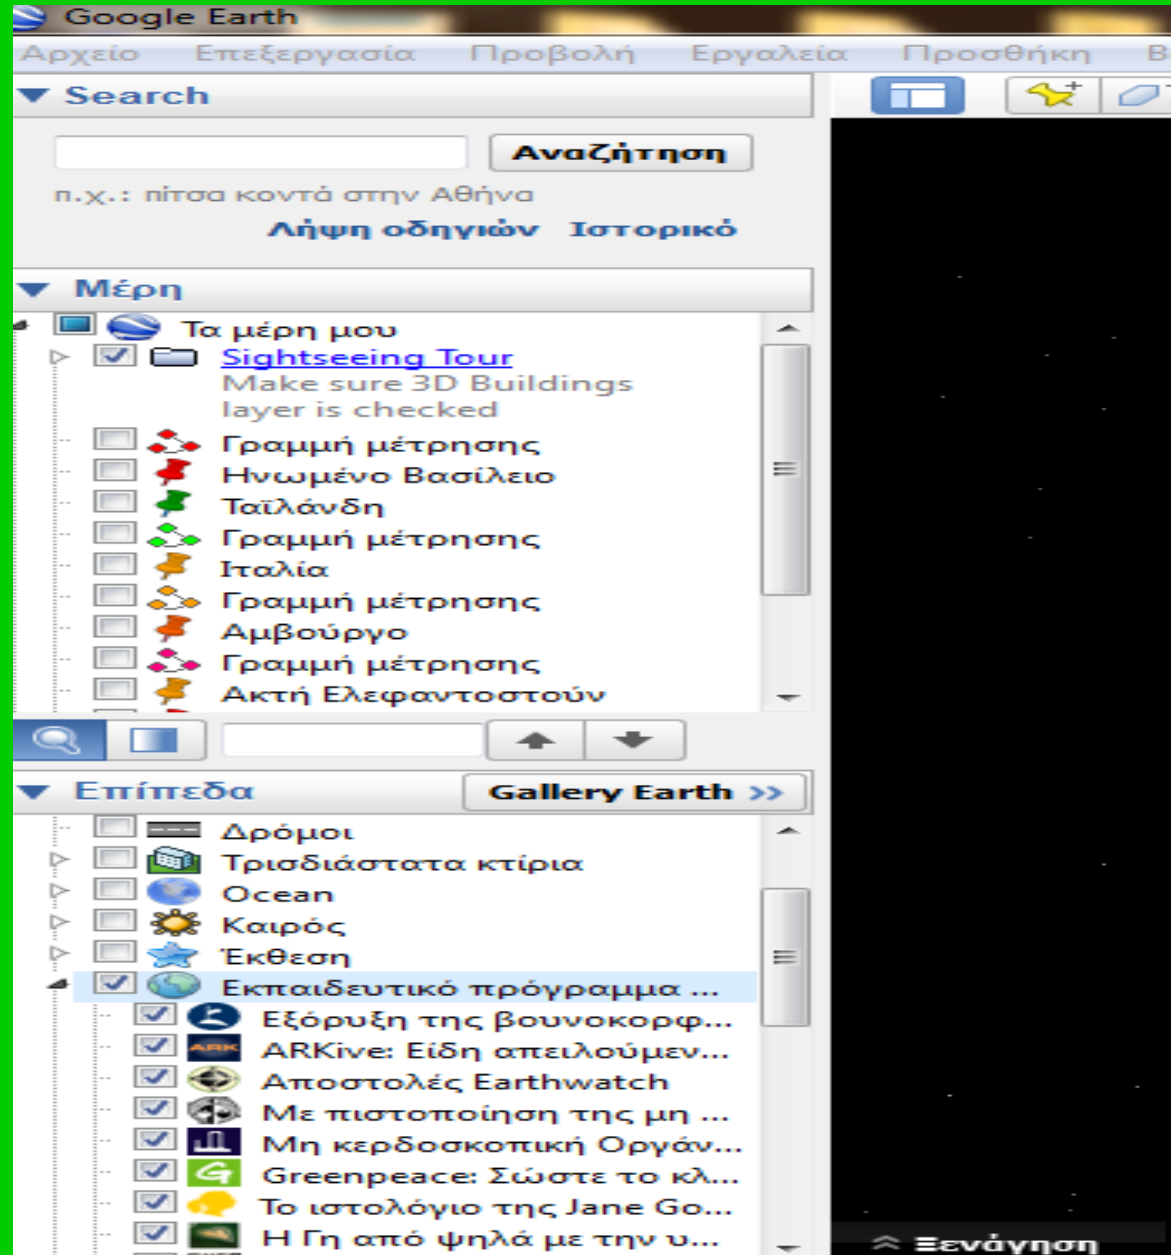 Google Earth
Αρχείο Επεξεργασία Προβολή Εργαλεία Προσθήκη
Search
Αναζήτηση
π.χ.: πίτσα κοντά στην Αθήνα
Λήψη οδηγιών Ιστορικό
Μέρη
Τα μέρη μου
Sightseeing Tour
Make sure 3D Buildings
layer is checked
Γραμμή μέτρησης
Ηνωμένο Βασίλειο
Ταϊλάνδη
Γραμμή μέτρησης
Ιταλία
Γραμμή μέτρησης
Αμβούργο
Γραμμή μέτρησης
Ακτή Ελεφαντοστούν
Επίπεδα Gallery Earth >>
Δρόμοι
Τρισδιάστατα κτίρια
Ocean
Καιρός
Έκθεση
Εκπαιδευτικό πρόγραμμα ...
Εξόρυξη της βουνοκορφ...
ARK ARKive: Είδη απειλούμεν...
Αποστολές Earthwatch
Με πιστοποίηση της μη ...
Μη κερδοσκοπική Οργάν...
Greenpeace: Σώστε το κλ...
Το ιστολόγιο της Jane Go...
Η Γη από ψηλά με την υ...
Ξενάγηση